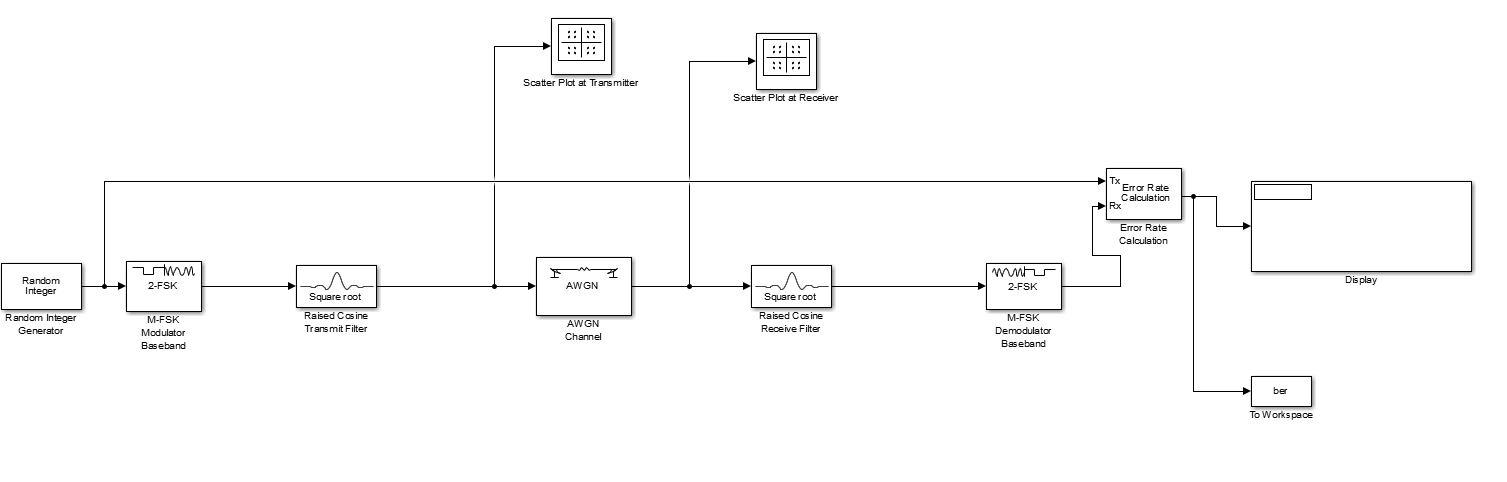 Scatter Plot at Transmitter
Scatter Plot at Receiver
Tx
Rx
Error Rate
Calculation
Error Rate
Calculation
Display
Random
Integer
Random Integer
Generator
2-FSK
M-FSK
Modulator
Baseband
Square root
Raised Cosine
Transmit Filter
AWGN
AWGN
Channel
Square root
Raised Cosine
Receive Filter
2-FSK
M-FSK
Demodulator
Baseband
ber
To Workspace